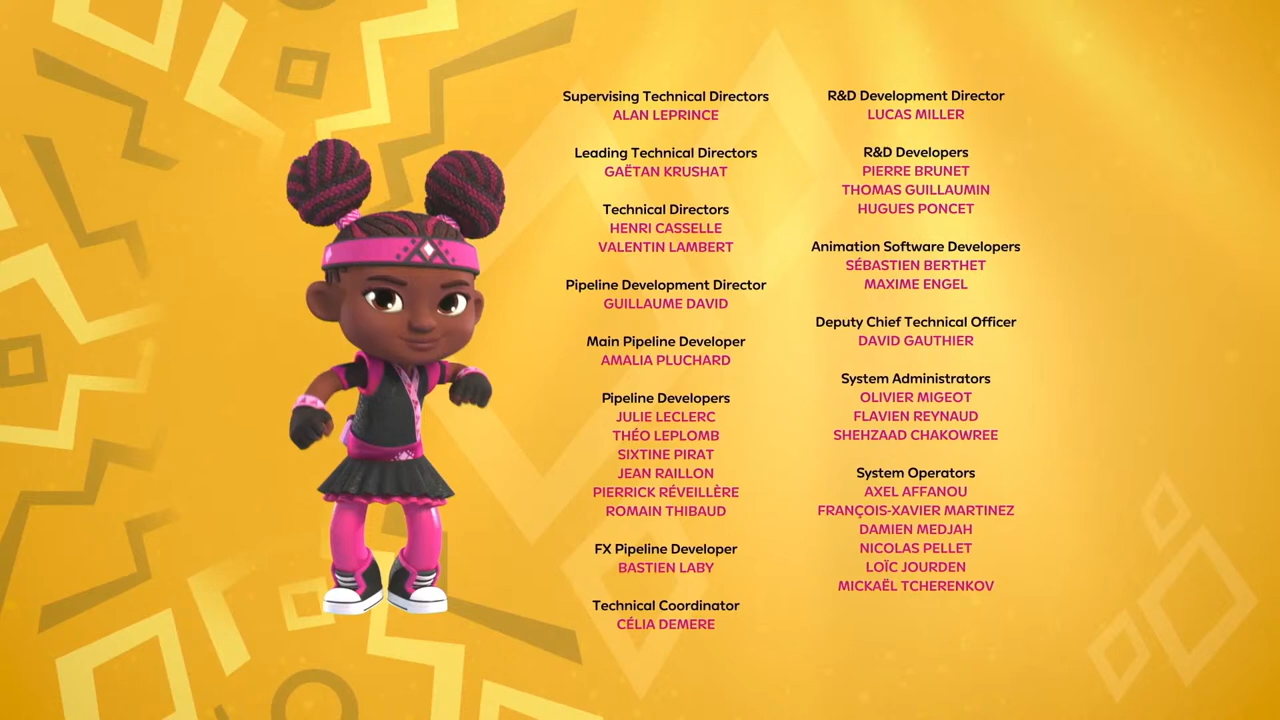 Supervising Technical Directors
ALAN LEPRINCE
Leading Technical Directors
GAËTAN KRUSHAT
Technical Directors
HENRI CASSELLE
VALENTIN LAMBERT
Pipeline Development Director
GUILLAUME DAVID
Main Pipeline Developer
AMALIA PLUCHARD
Pipeline Developers
JULIE LECLERC
THÉO LEPLOMB
SIXTINE PIRAT
JEAN RAILLON
PIERRICK RÉVEILLÈRE
ROMAIN THIBAUD
FX Pipeline Developer
BASTIEN LABY
Technical Coordinator
CÉLIA DEMERE
R&D Development Director
LUCAS MILLER
R&D Developers
PIERRE BRUNET
THOMAS GUILLAUMIN
HUGUES PONCET
Animation Software Developers
SÉBASTIEN BERTHET
MAXIME ENGEL
Deputy Chief Technical Officer
DAVID GAUTHIER
System Administrators
OLIVIER MIGEOT
FLAVIEN REYNAUD
SHEHZAAD CHAKOWREE
System Operators
AXEL AFFANOU
FRANÇOIS-XAVIER MARTINEZ
DAMIEN MEDJAH
NICOLAS PELLET
LOÏC JOURDEN
MICKAËL TCHERENKOV